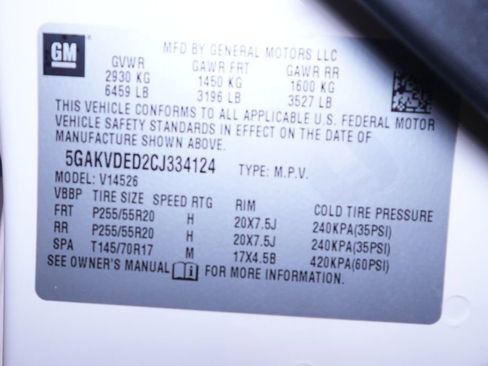 GM
MFD BY GENERAL MOTORS LLC
GVWR GAWR FRT GAWR RR
2930 KG 1450 KG 1600 KG
6459 LB 3196 LB 3527 LB
THIS VEHICLE CONFORMS TO ALL APPLICABLE U.S. FEDERAL MOTOR
VEHICLE SAFETY STANDARDS IN EFFECT ON THE DATE OF
MANUFACTURE SHOWN ABOVE.
5GAKVDED2CJ334124 TYPE: M.P.V.
MODEL: V14526
VBBP TIRE SIZE SPEED RTG RIM COLD TIRE PRESSURE
FRT P255/55R20 H 20X7.5J 240KPA(35PSI)
RR P255/55R20 H 20X7.5J 240KPA(35PSI)
SPA T145/70R17 M 17X4.5B 420KPA(60PSI)
SEE OWNER'S MANUAL FOR MORE INFORMATION.